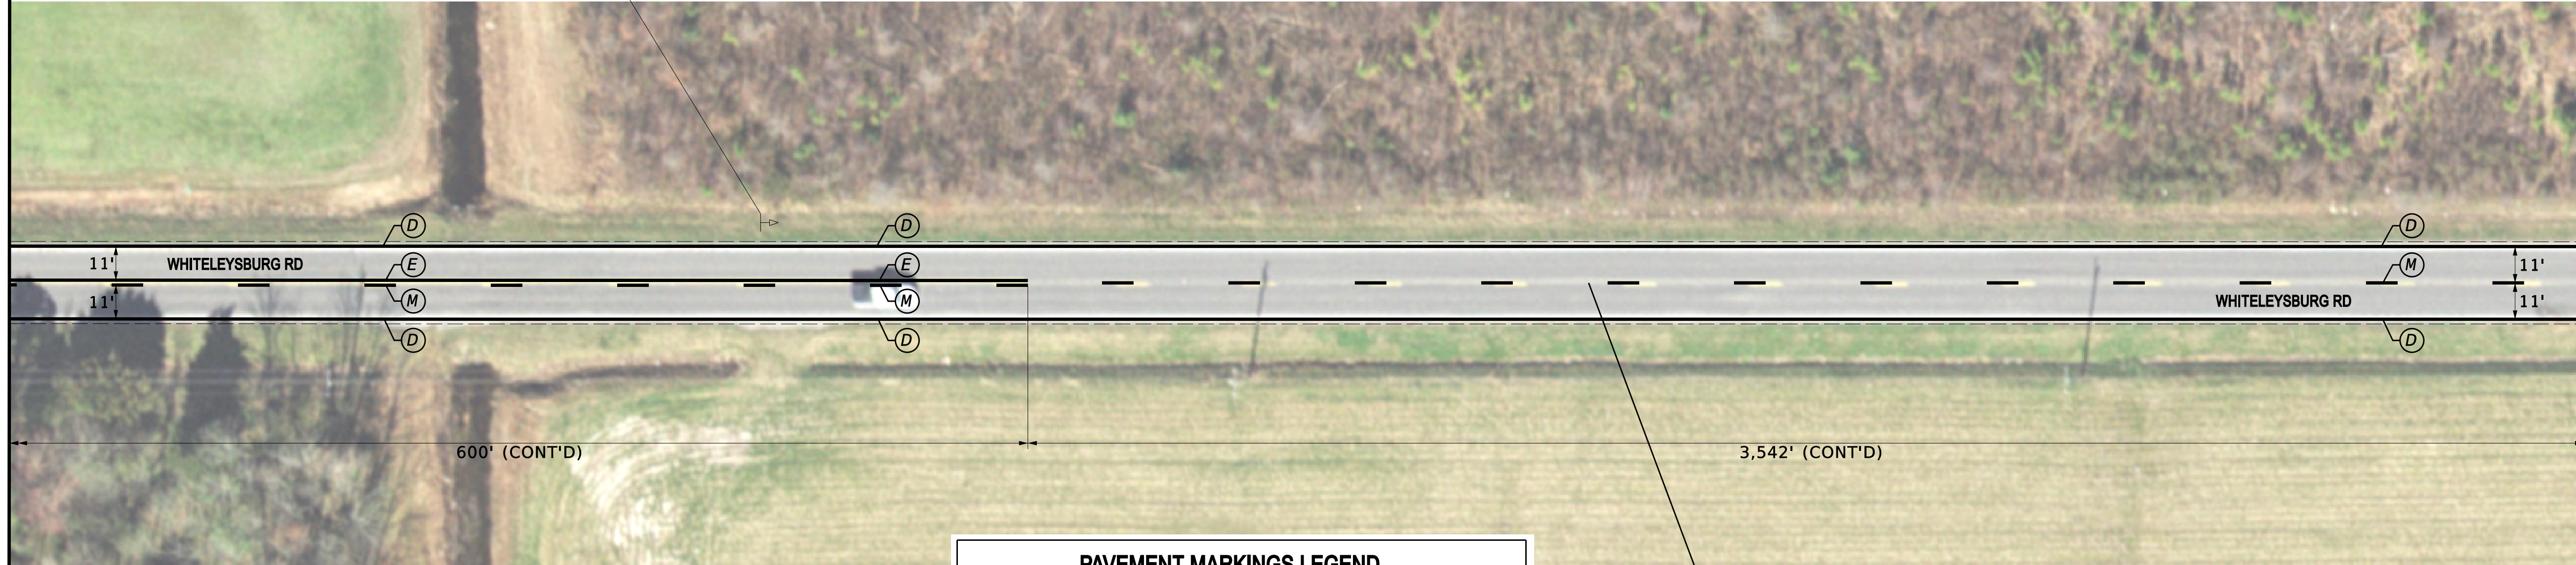 D
D
D
11'
WHITELEYSBURG RD
E
E
M
11'
11'
M
M
WHITELEYSBURG RD
11'
D
D
D
600' (CONT'D)
3,542' (CONT'D)
PAVEMENT MARKINGS LEGEND